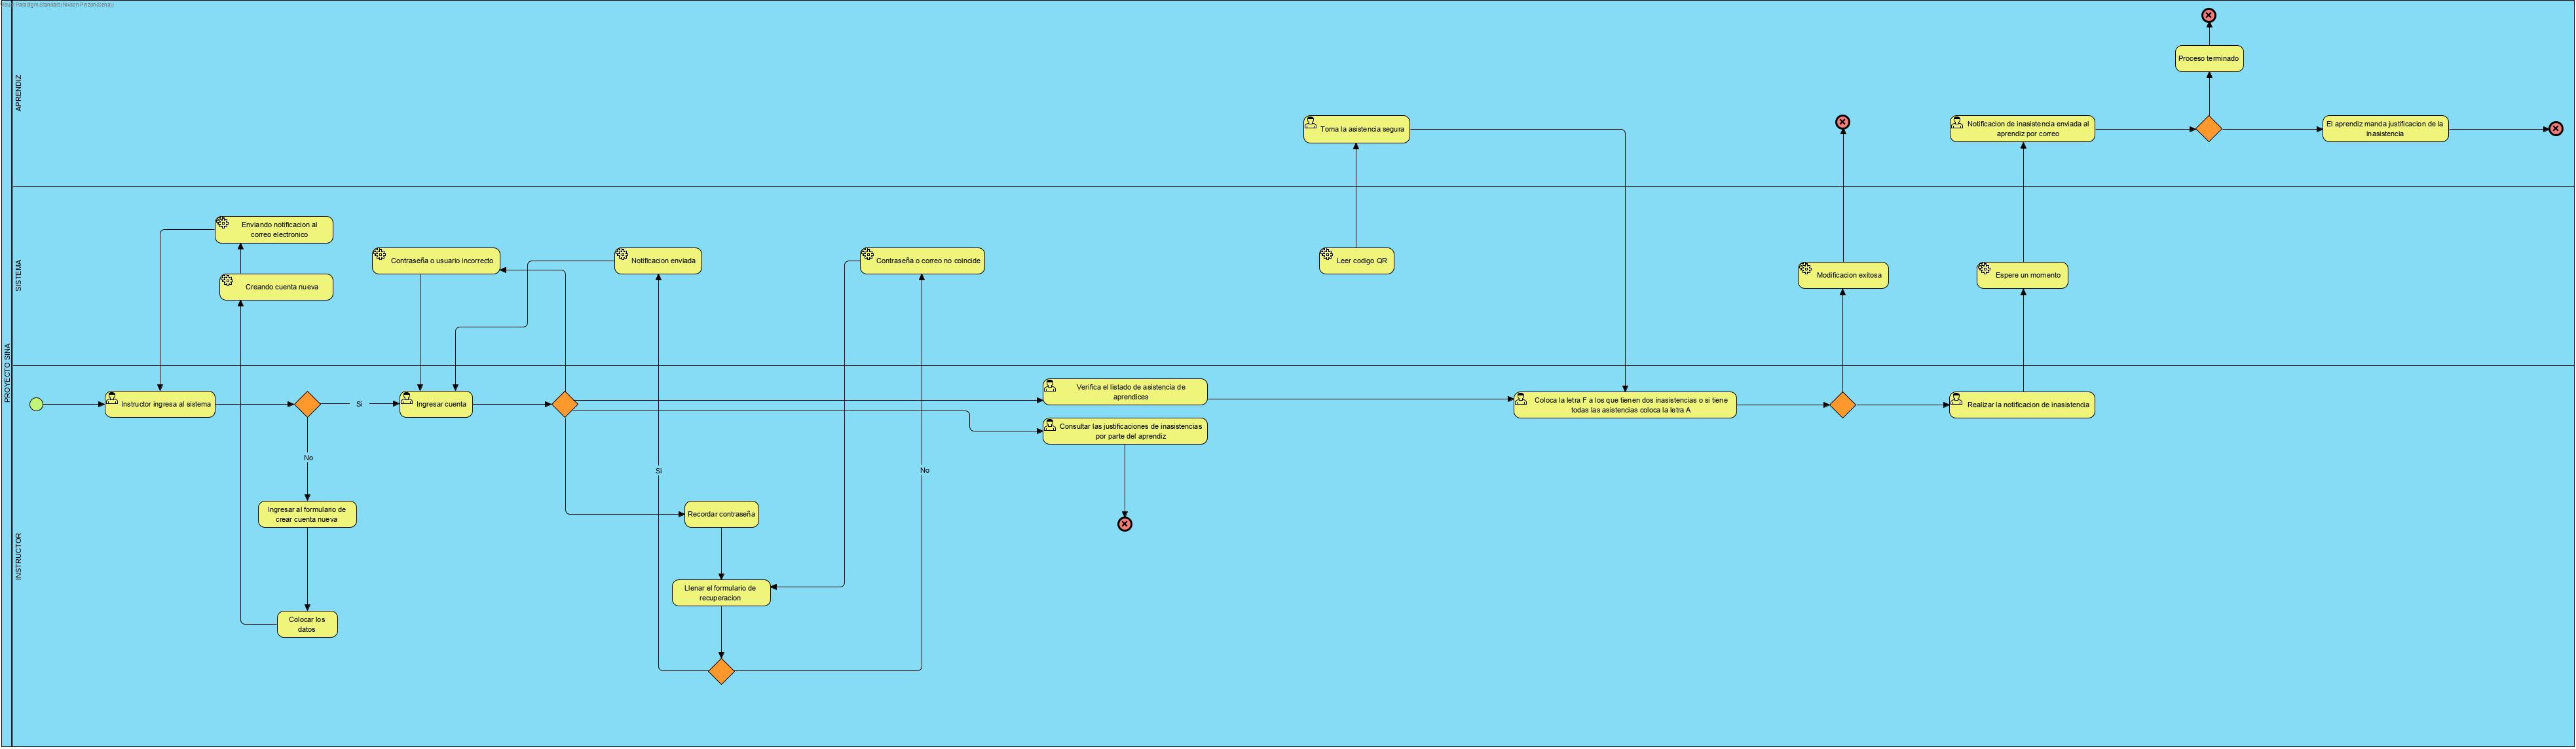 Paradigm Standard
PROYECTO SINA
APRENDIZ
Proceso terminado
Toma la asistencia segura
Notificacion de inasistencia enviada al
aprendiz por correo
El aprendiz manda justificacion de la
inasistencia
SISTEMA
Enviando notificacion al
correo electronico
Creando cuenta nueva
Contraseña o usuario incorrecto
Notificacion enviada
Contraseña o correo no coincide
Leer codigo QR
Modificacion exitosa
Espere un momento
INSTRUCTOR
Instructor ingresa al sistema
Si
Ingresar cuenta
Verifica el listado de asistencia de
aprendices
Consultar las justificaciones de inasistencias
por parte del aprendiz
Coloca la letra F a los que tienen dos inasistencias o si tiene
todas las asistencias coloca la letra A
Realizar la notificacion de inasistencia
No
Si
No
Ingresar al formulario de
crear cuenta nueva
Recordar contraseña
Llenar el formulario de
recuperacion
Colocar los
datos